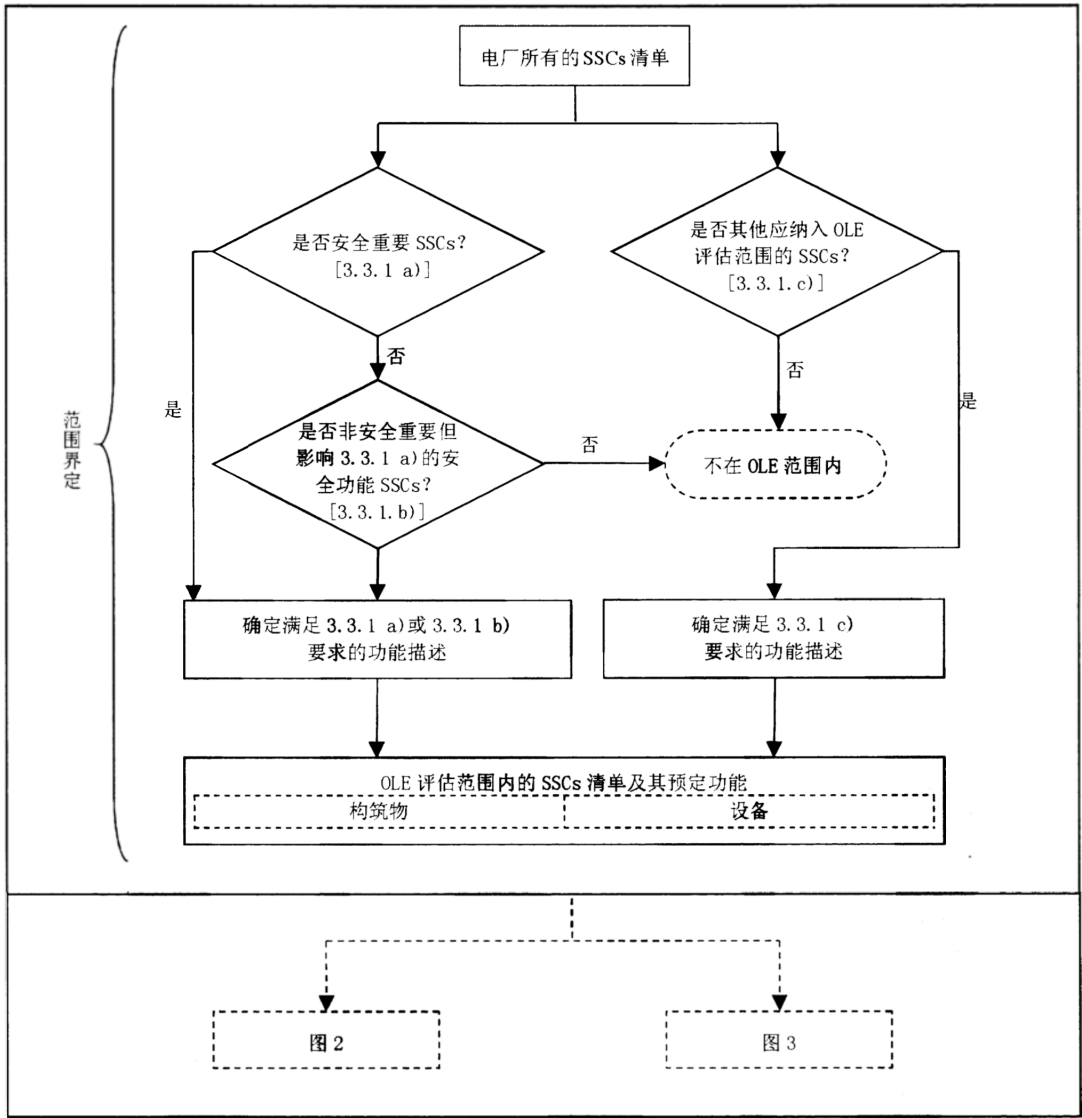 电厂所有的SSCs清单
是否安全重要SSCs?
[3.3.1 a)]
是否其他应纳入OLE
评估范围的SSCs?
[3.3.1.c)]
否
否
是
是
范围界定
是否非安全重要但
影响3.3.1 a)的安
全功能SSCs?
[3.3.1.b)]
否
不在OLE范围内
确定满足3.3.1 a)或3.3.1 b)
要求的功能描述
确定满足3.3.1 c)
要求的功能描述
OLE评估范围内的SSCs清单及其预定功能
构筑物
设备
图2
图3